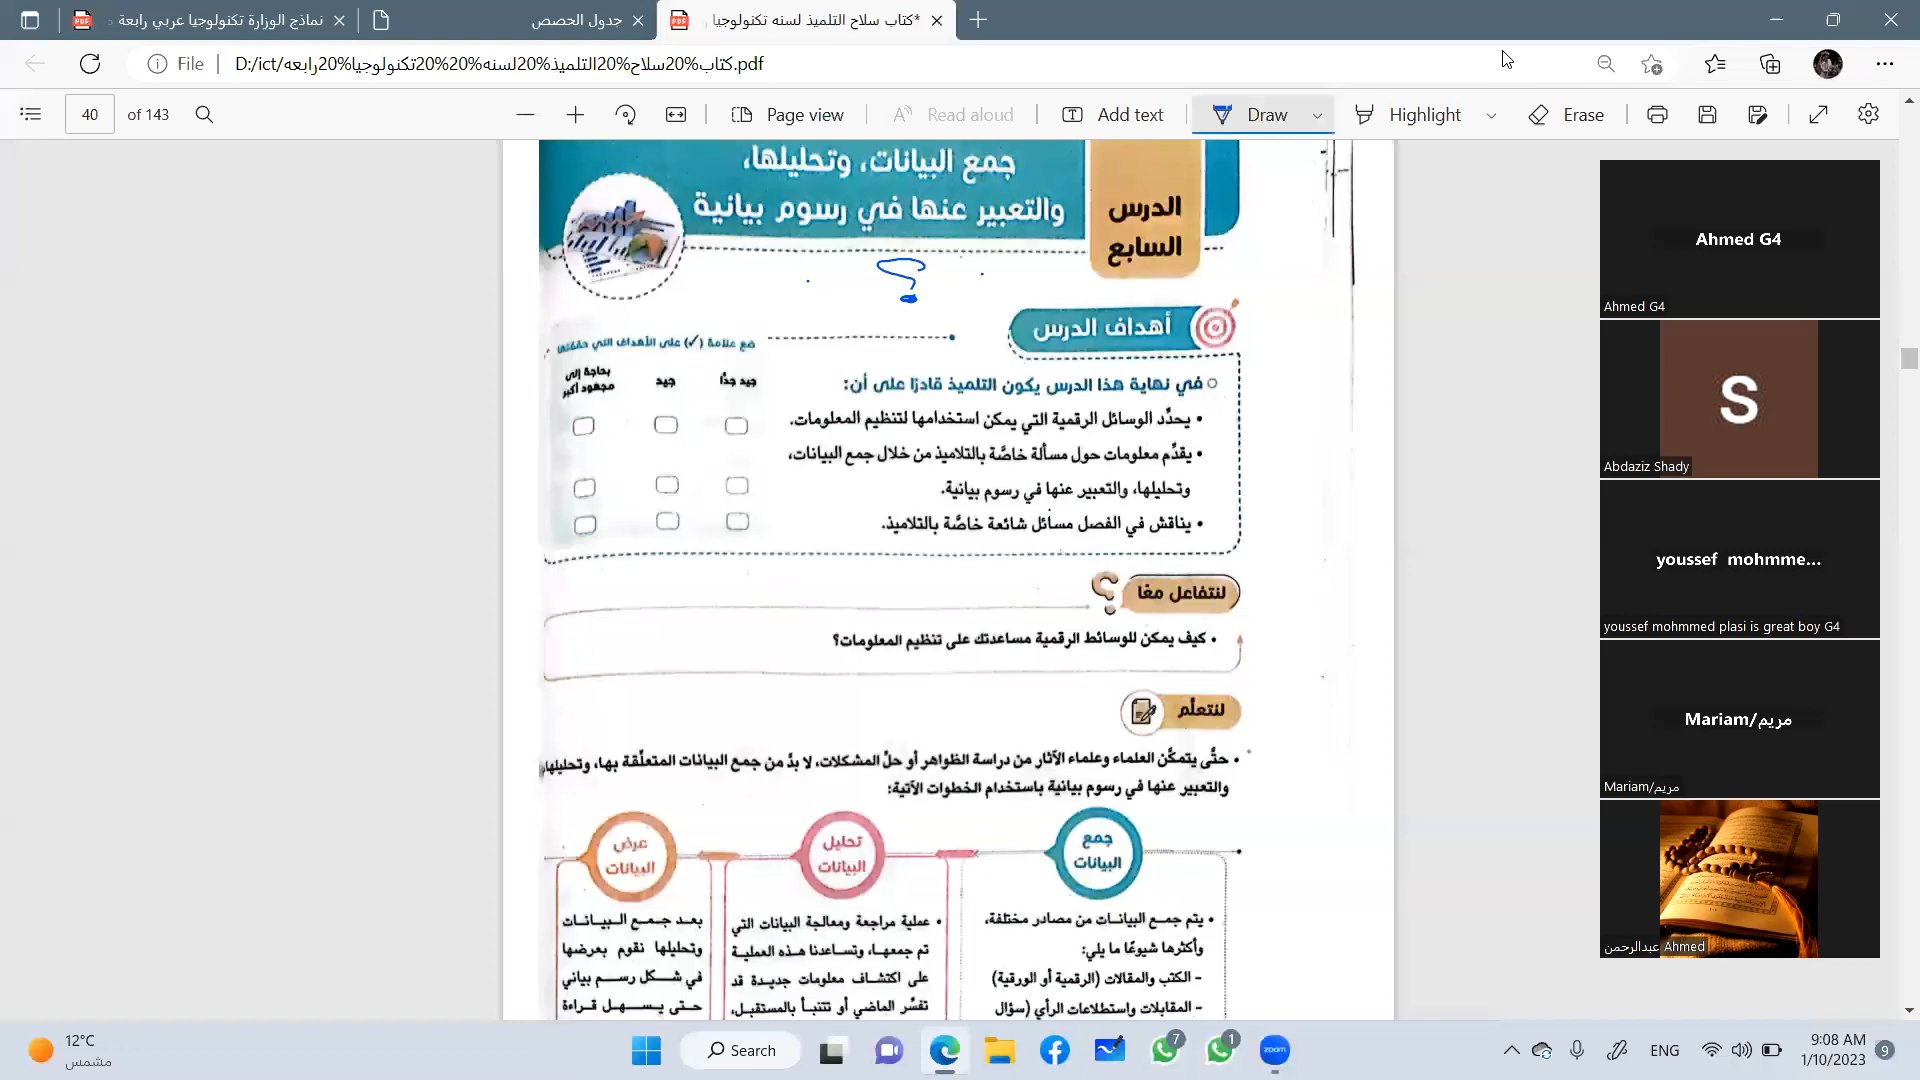 نماذج الوزارة تكنولوجيا عربي رابعة
جدول الحصص
*كتاب سلاح التلميذ لسنه تكنولوجيا
File
D:/ict/كتاب%20سلاح%20التلميذ%20لسنه%20%20تكنولوجيا%20رابعه.pdf
40 of 143
Page view
Read aloud
Add text
Draw
Highlight
Erase
الدرس السابع
جمع البيانات، وتحليلها،
والتعبير عنها في رسوم بيانية
أهداف الدرس
ضع علامة (✓) على الأهداف التي حققتها
جيد جدًا
جيد
بحاجة إلى مجهود أكبر
في نهاية هذا الدرس يكون التلميذ قادرًا على أن:
• يحدِّد الوسائل الرقمية التي يمكن استخدامها لتنظيم المعلومات.
• يقدِّم معلومات حول مسألة خاصَّة بالتلاميذ من خلال جمع البيانات،
وتحليلها، والتعبير عنها في رسوم بيانية.
• يناقش في الفصل مسائل شائعة خاصَّة بالتلاميذ.
لنتفاعل معًا
• كيف يمكن للوسائط الرقمية مساعدتك على تنظيم المعلومات؟
لنتعلَّم
• حتَّى يتمكَّن العلماء وعلماء الآثار من دراسة الظواهر أو حلِّ المشكلات، لا بدَّ من جمع البيانات المتعلِّقة بها، وتحليلها،
والتعبير عنها في رسوم بيانية باستخدام الخطوات الآتية:
جمع البيانات
• يتم جمع البيانات من مصادر مختلفة،
وأكثرها شيوعًا ما يلي:
– الكتب والمقالات (الرقمية أو الورقية)
– المقابلات واستطلاعات الرأي (سؤال
تحليل البيانات
• عملية مراجعة ومعالجة البيانات التي
تم جمعها، وتساعدنا هذه العملية
على اكتشاف معلومات جديدة قد
تفسِّر الماضي أو تتنبأ بالمستقبل،
عرض البيانات
بعد جمع البيانات
وتحليلها نقوم بعرضها
في شكل رسم بياني
حتى يسهل قراءة
Ahmed G4
Ahmed G4
S
Abdaziz Shady
youssef mohmme...
youssef mohmmed plasi is great boy G4
Mariam/مريم
Mariam/مريم
عبدالرحمن Ahmed
12°C
مشمس
Search
7
1
zoom
ENG
9:08 AM
1/10/2023
9